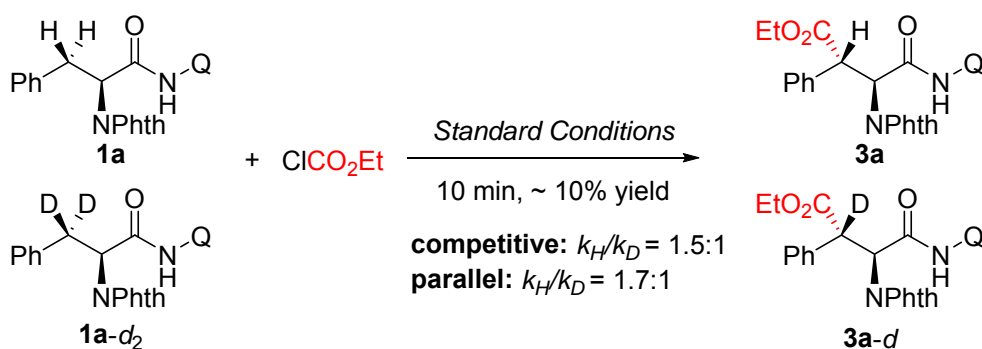 H H O
Ph N Q
H
NPhth
1a
+ ClCO₂Et
Standard Conditions
10 min, ~ 10% yield
competitive: kH/kD = 1.5:1
parallel: kH/kD = 1.7:1
D D O
Ph N Q
H
NPhth
1a-d₂
EtO₂C H O
Ph N Q
H
NPhth
3a
EtO₂C D O
Ph N Q
H
NPhth
3a-d